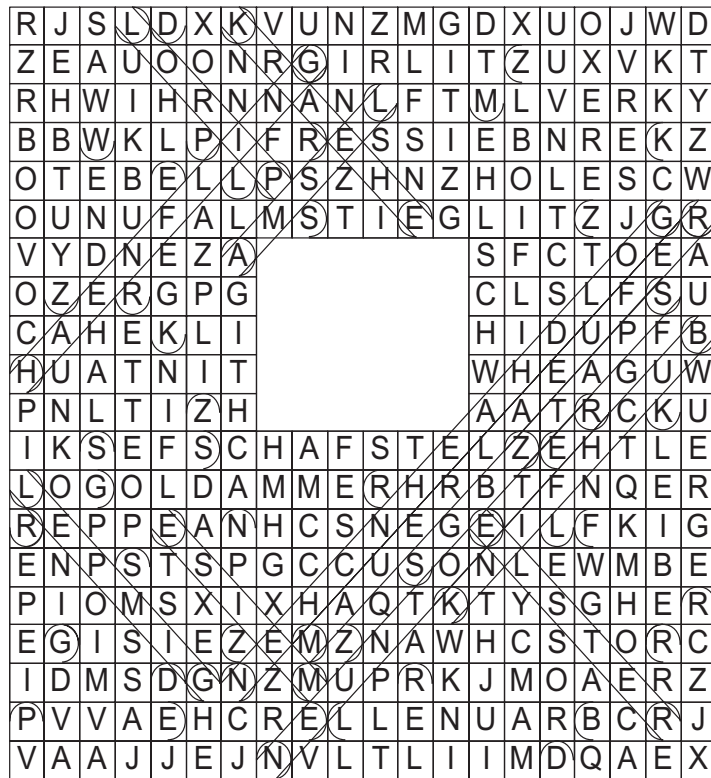 R J S L D X K V U N Z M G D X U O J W D
Z E A U O O N R G I R L I T Z U X V K T
R H W I H R N N A N L F T M L V E R K Y
B B W K L P I F R E S S I E B N R E K Z
O T E B E L L P S Z H N Z H O L E S C W
O U N U F A L M S T I E G L I T Z J G R
V Y D N E Z A S F C T O E A
O Z E R G P G C L S L F S U
C A H E K L I H I D U P F B
H U A T N I T W H E A G U W
P N L T I Z H A A T R C K U
I K S E F S C H A F S T E L Z E H T L E
L O G O L D A M M E R H R B T F N Q E R
R E P P E A N H C S N E G E I L F K I G
E N P S T S P G C C U S O N L E W M B E
P I O M S X I X H A Q T K T Y S G H E R
E G I S I E Z E M Z N A W H C S T O R C
I D M S D G N Z M U P R K J M O A E R Z
P V V A E H C R E L L E N U A R B C R J
V A A J J E J N V L T L I I M D Q A E X